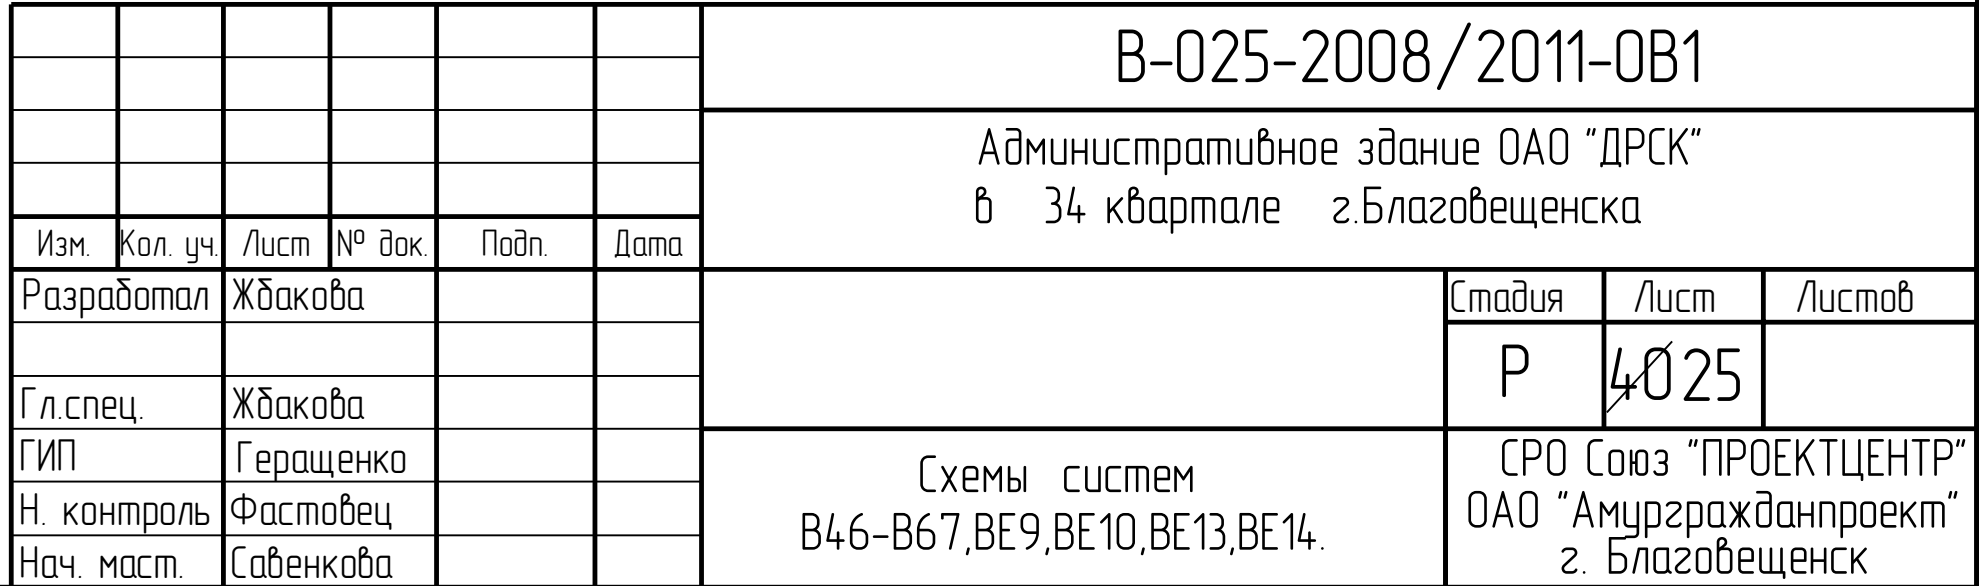 В-025-2008/2011-ОВ1
Административное здание ОАО "ДРСК"
в 34 квартале г.Благовещенска
Изм. Кол. уч. Лист № док. Подп. Дата
Разработал Жбакова
Стадия Лист Листов
Р 40 25
Гл.спец. Жбакова
ГИП Геращенко
Н. контроль Фастовец
Нач. маст. Савенкова
Схемы систем
В46-В67,ВЕ9,ВЕ10,ВЕ13,ВЕ14.
СРО Союз "ПРОЕКТЦЕНТР"
ОАО "Амургражданпроект"
г. Благовещенск